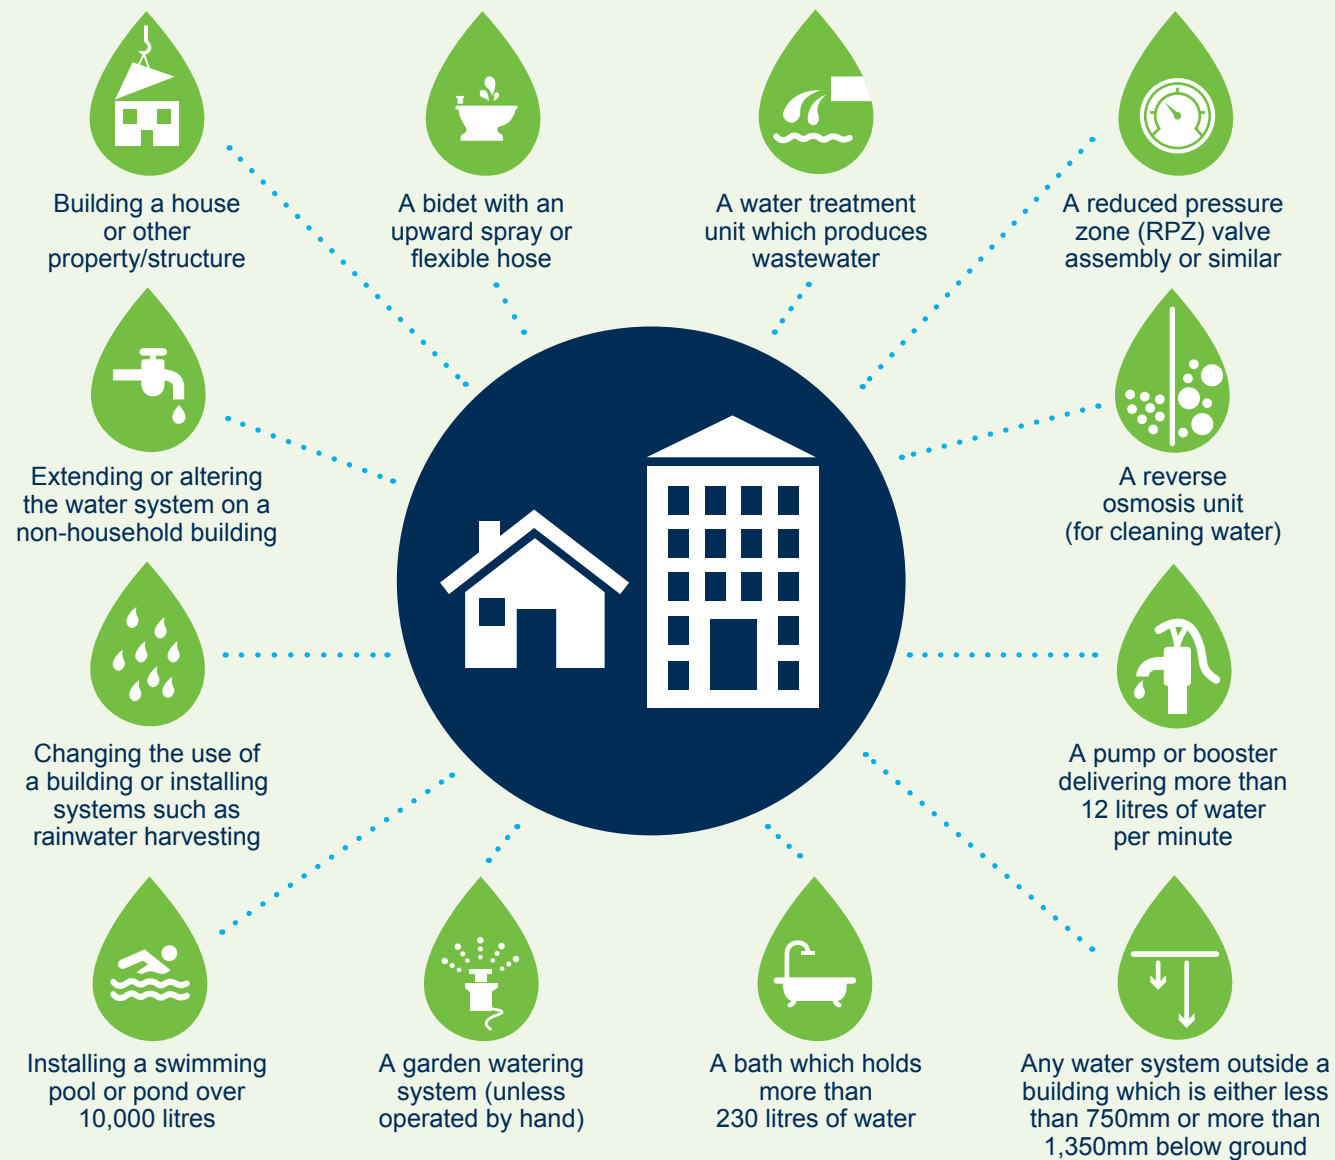 Building a house
or other
property/structure
A bidet with an
upward spray or
flexible hose
A water treatment
unit which produces
wastewater
A reduced pressure
zone (RPZ) valve
assembly or similar
Extending or altering
the water system on a
non-household building
A reverse
osmosis unit
(for cleaning water)
Changing the use of
a building or installing
systems such as
rainwater harvesting
A pump or booster
delivering more than
12 litres of water
per minute
Installing a swimming
pool or pond over
10,000 litres
A garden watering
system (unless
operated by hand)
A bath which holds
more than
230 litres of water
Any water system outside a
building which is either less
than 750mm or more than
1,350mm below ground